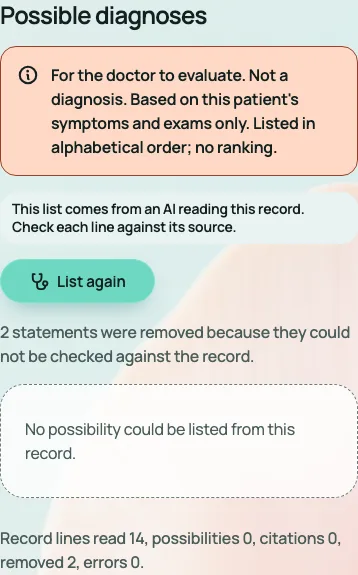 Possible diagnoses
For the doctor to evaluate. Not a
diagnosis. Based on this patient's
symptoms and exams only. Listed in
alphabetical order; no ranking.
This list comes from an AI reading this record.
Check each line against its source.
List again
2 statements were removed because they could
not be checked against the record.
No possibility could be listed from this
record.
Record lines read 14, possibilities 0, citations 0,
removed 2, errors 0.